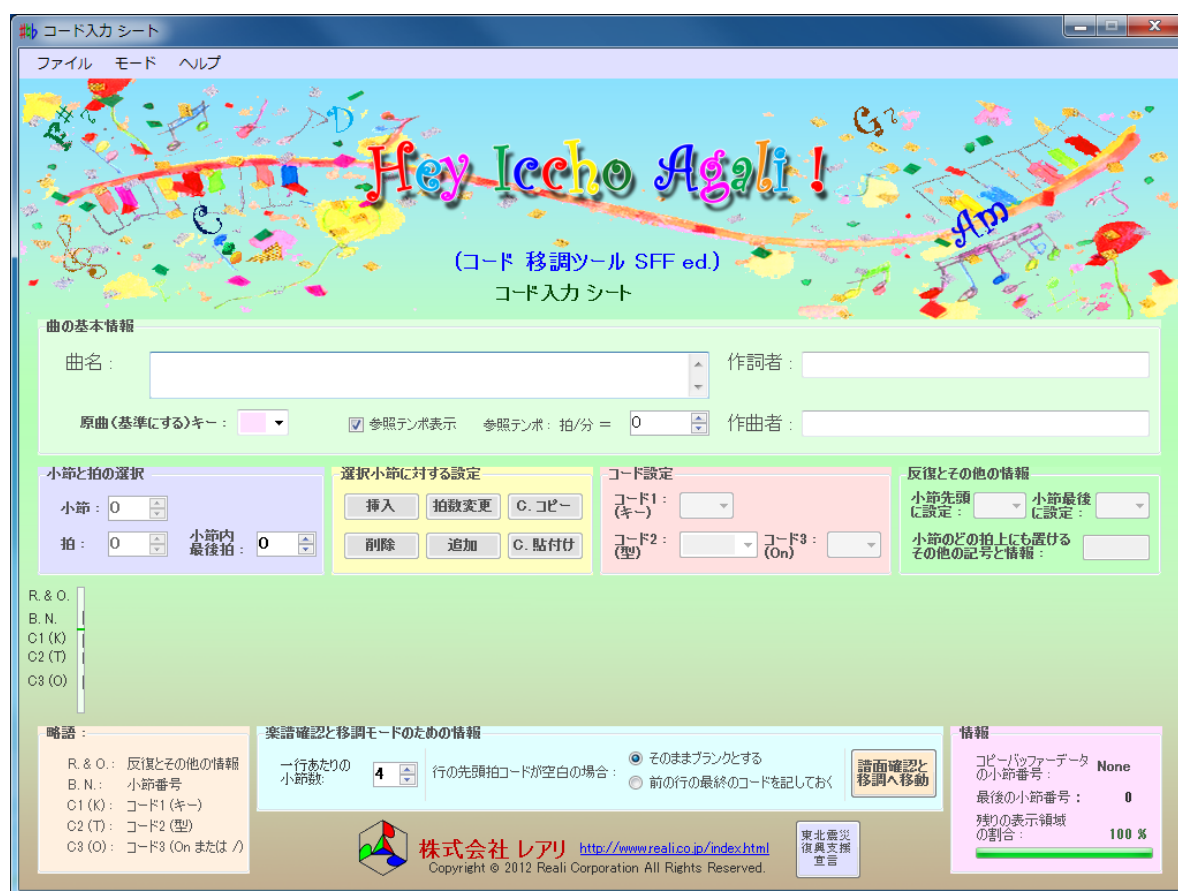 コード入力 シート
ファイル モード ヘルプ
D
G7
Hey Iccho Agali !
C
Am
(コード 移調ツール SFF ed.)
コード入力 シート
曲の基本情報
曲名 :
作詞者 :
原曲(基準にする)キー :
参照テンポ表示
参照テンポ : 拍/分 =
0
作曲者 :
小節と拍の選択
小節 : 0
拍 : 0
小節内
最後拍 : 0
選択小節に対する設定
挿入 拍数変更 C. コピー
削除 追加 C. 貼付け
コード設定
コード1 :
(キー)
コード2 :
(型)
コード3 :
(On)
反復とその他の情報
小節先頭
に設定 :
小節最後
に設定 :
小節のどの拍上にも置ける
その他の記号と情報 :
R. & O.
B. N.
C1 (K)
C2 (T)
C3 (O)
略語 :
R. & O. : 反復とその他の情報
B. N. : 小節番号
C1 (K) : コード1 (キー)
C2 (T) : コード2 (型)
C3 (O) : コード3 (On または /)
楽譜確認と移調モードのための情報
一行あたりの
小節数:
4
行の先頭拍コードが空白の場合 :
そのままブランクとする
前の行の最終のコードを記しておく
譜面確認と
移調へ移動
株式会社 レアリ http://www.reali.co.jp/index.html
Copyright © 2012 Reali Corporation All Rights Reserved.
東北震災
復興支援
宣言
情報
コピーバッファーデータ
の小節番号 :
None
最後の小節番号 : 0
残りの表示領域
の割合 :
100 %